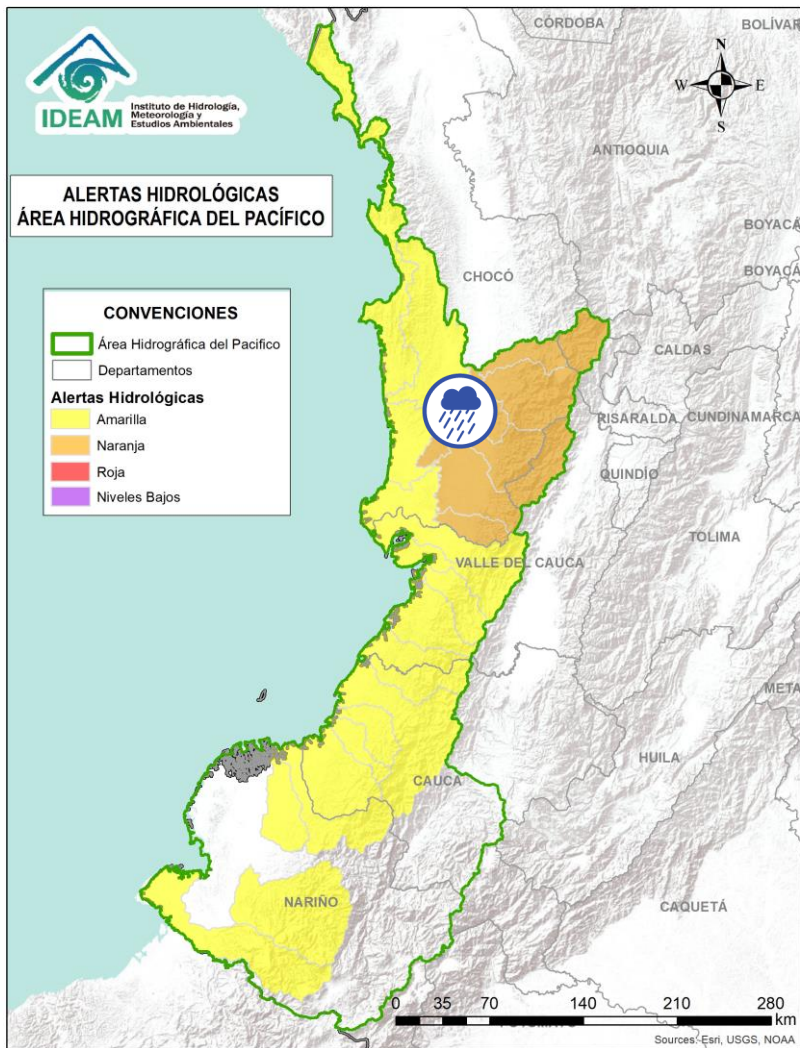 CÓRDOBA
BOLÍVAR
N
W
E
S
IDEAM
Instituto de Hidrología,
Meteorología y
Estudios Ambientales
ANTIOQUIA
ALERTAS HIDROLÓGICAS
ÁREA HIDROGRÁFICA DEL PACÍFICO
BOYACÁ
BOYACÁ
CHOCÓ
CONVENCIONES
Área Hidrográfica del Pacifico
Departamentos
Alertas Hidrológicas
Amarilla
Naranja
Roja
Niveles Bajos
CALDAS
RISARALDA
CUNDINAMARCA
QUINDÍO
TOLIMA
VALLE DEL CAUCA
META
HUILA
CAUCA
NARIÑO
CAQUETÁ
0 35 70 140 210 280
km
Sources: Esri, USGS, NOAA